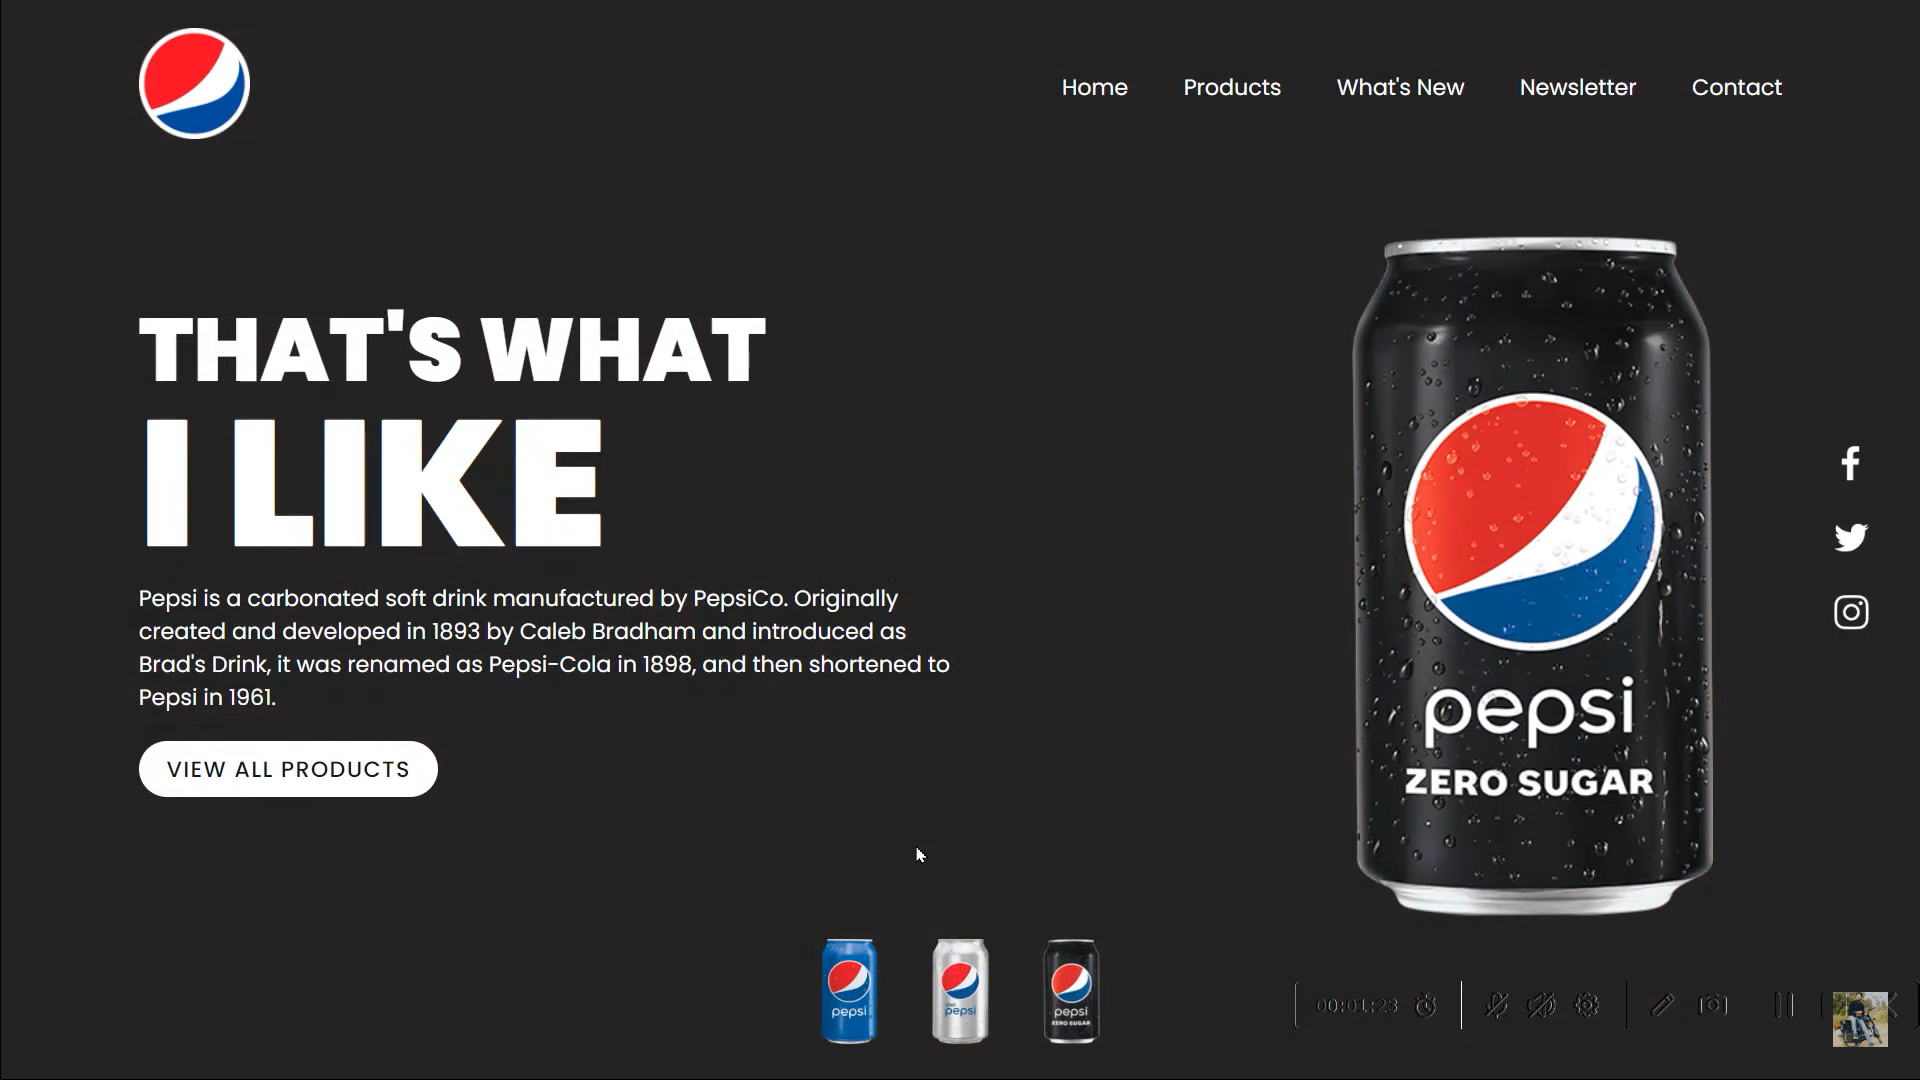 Home Products What's New Newsletter Contact
THAT'S WHAT
I LIKE
Pepsi is a carbonated soft drink manufactured by PepsiCo. Originally
created and developed in 1893 by Caleb Bradham and introduced as
Brad's Drink, it was renamed as Pepsi-Cola in 1898, and then shortened to
Pepsi in 1961.
VIEW ALL PRODUCTS
pepsi
ZERO SUGAR
pepsi
pepsi
pepsi
ZERO SUGAR
00:01:23